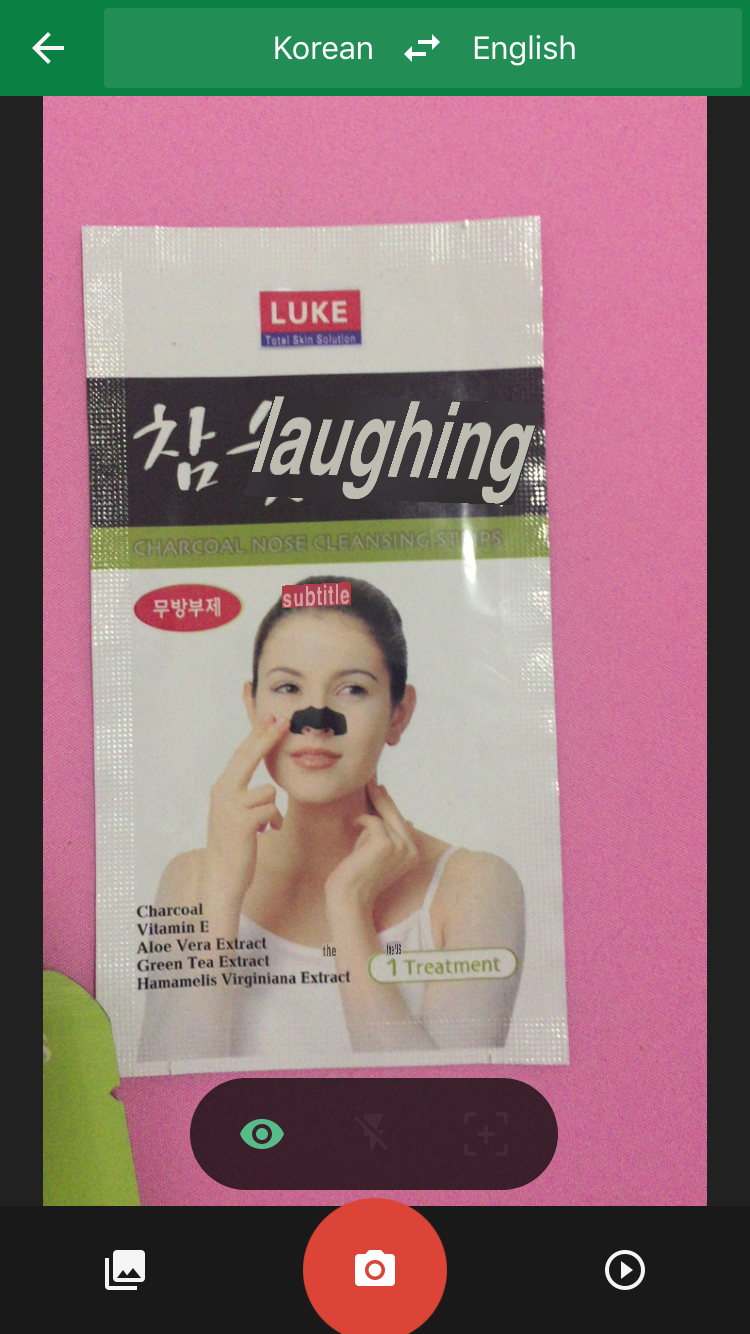 Korean English
LUKE
Total Skin Solution
참 laughing
CHARCOAL NOSE CLEANSING STRIPS
무방부제
subtitle
Charcoal
Vitamin E
Aloe Vera Extract
Green Tea Extract
Hamamelis Virginiana Extract
the
1 Treatment